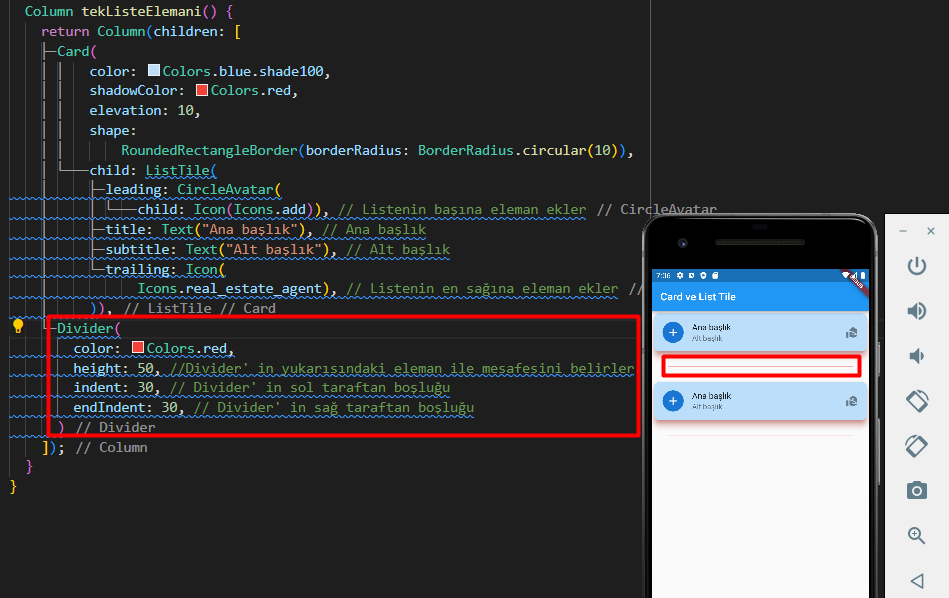 Column tekListeElemani() {
return Column(children: [
Card(
color: Colors.blue.shade100,
shadowColor: Colors.red,
elevation: 10,
shape:
RoundedRectangleBorder(borderRadius: BorderRadius.circular(10)),
child: ListTile(
leading: CircleAvatar(
child: Icon(Icons.add)), // Listenin başına eleman ekler // CircleAvatar
title: Text("Ana başlık"), // Ana başlık
subtitle: Text("Alt başlık"), // Alt başlık
trailing: Icon(
Icons.real_estate_agent), // Listenin en sağına eleman ekler //
)), // ListTile // Card
Divider(
color: Colors.red,
height: 50, //Divider' in yukarısındaki eleman ile mesafesini belirler
indent: 30, // Divider' in sol taraftan boşluğu
endIndent: 30, // Divider' in sağ taraftan boşluğu
) // Divider
]); // Column
}
}
7:06
Card ve List Tile
Ana başlık
Alt başlık
Ana başlık
Alt başlık